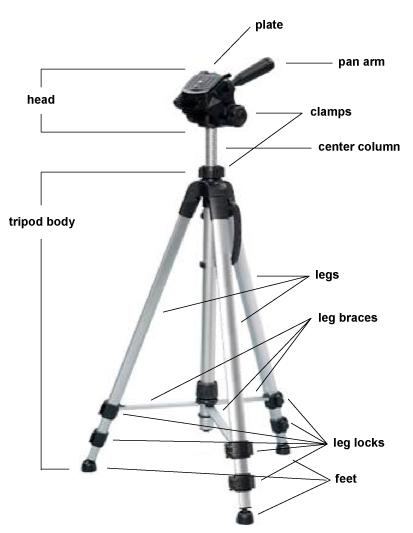 plate
pan arm
head
clamps
center column
tripod body
legs
leg braces
leg locks
feet